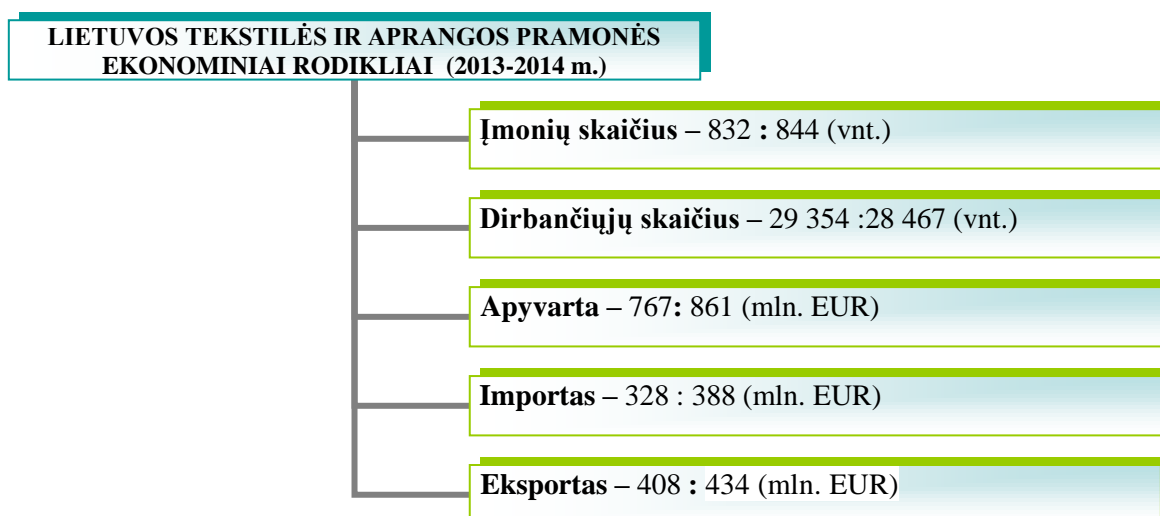 LIETUVOS TEKSTILĖS IR APRANGOS PRAMONĖS
EKONOMINIAI RODIKLIAI (2013-2014 m.)
Įmonių skaičius – 832 : 844 (vnt.)
Dirbančiųjų skaičius – 29 354 :28 467 (vnt.)
Apyvarta – 767: 861 (mln. EUR)
Importas – 328 : 388 (mln. EUR)
Eksportas – 408 : 434 (mln. EUR)